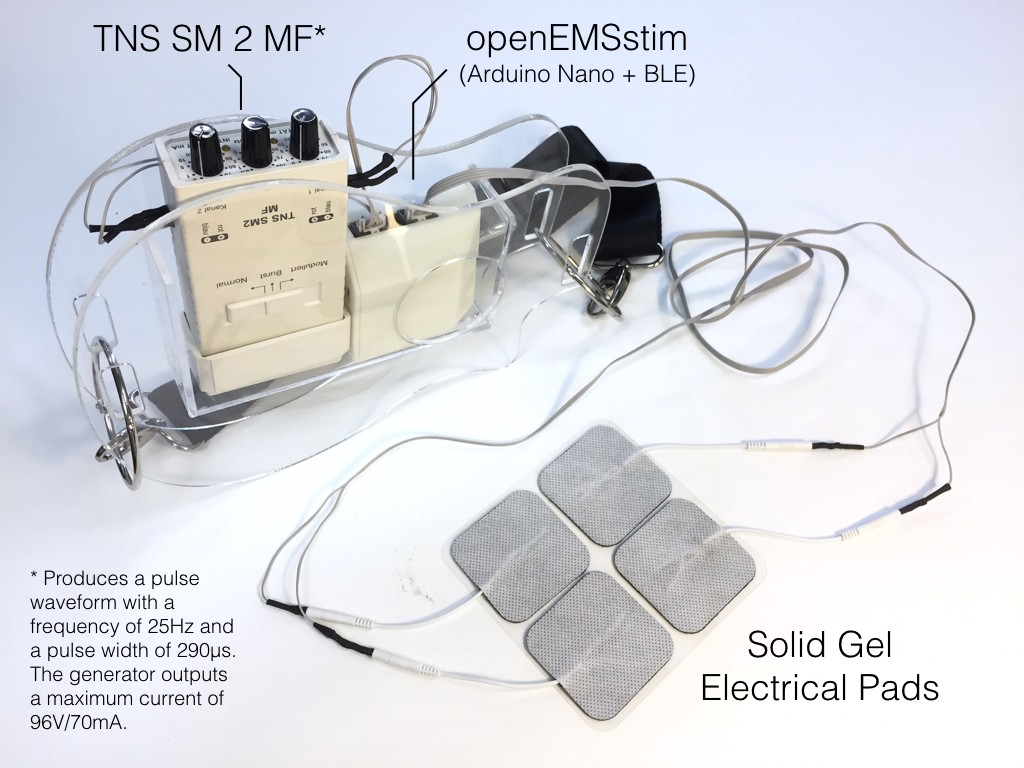 TNS SM 2 MF*
openEMSstim
(Arduino Nano + BLE)
Kanal 2
Kanal 1
TNS SM2
MF
rot
blau
Moduliert
Burst
Normal
* Produces a pulse
waveform with a
frequency of 25Hz and
a pulse width of 290µs.
The generator outputs
a maximum current of
96V/70mA.
Solid Gel
Electrical Pads